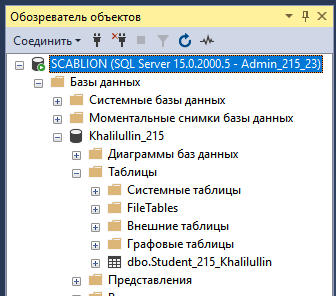 Обозреватель объектов
Соединить
SCABLION (SQL Server 15.0.2000.5 - Admin_215_23)
Базы данных
Системные базы данных
Моментальные снимки базы данных
Khalilullin_215
Диаграммы баз данных
Таблицы
Системные таблицы
FileTables
Внешние таблицы
Графовые таблицы
dbo.Student_215_Khalilullin
Представления